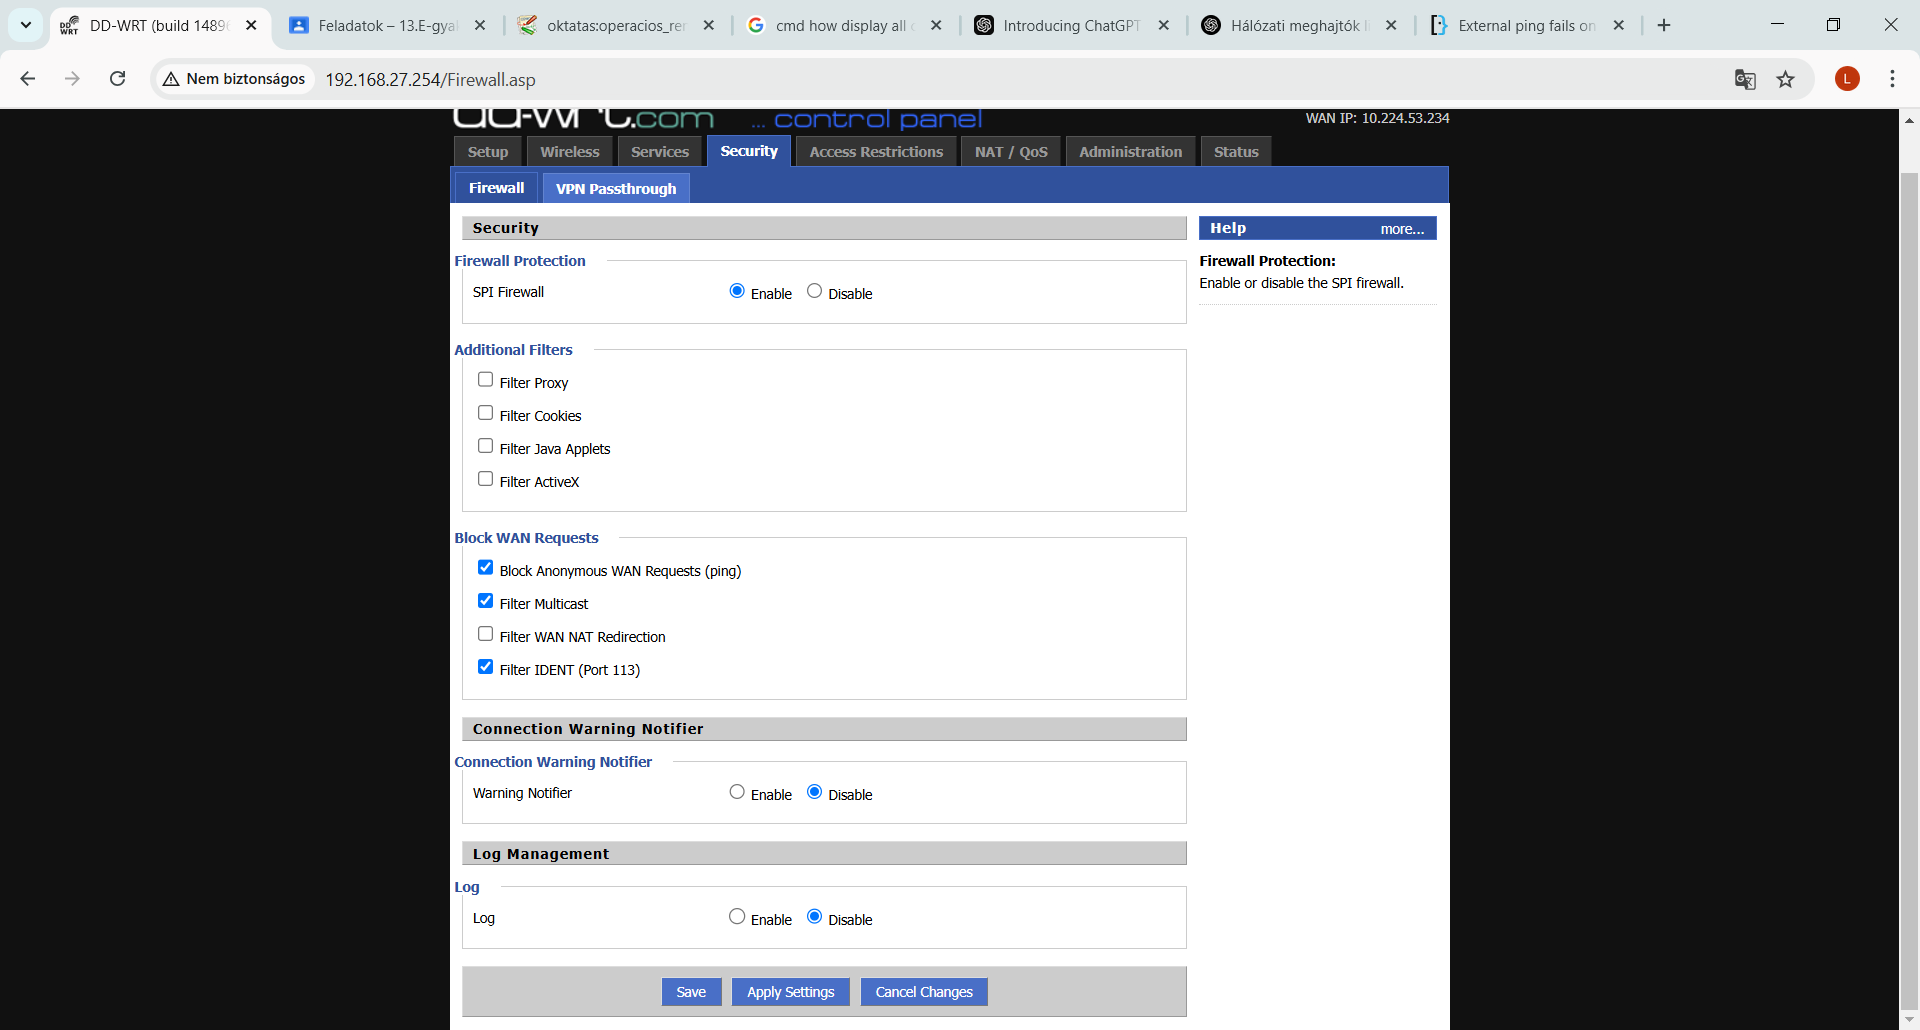 DD-WRT (build 1489
Feladatok – 13.E-gya
oktatas:operacios_re
cmd how display all
Introducing ChatGPT
Hálózati meghajtók l
External ping fails on
Nem biztonságos
192.168.27.254/Firewall.asp
L
dd-wrt.com ... control panel
WAN IP: 10.224.53.234
Setup
Wireless
Services
Security
Access Restrictions
NAT / QoS
Administration
Status
Firewall
VPN Passthrough
Security
Help
more...
Firewall Protection
Firewall Protection:
Enable or disable the SPI firewall.
SPI Firewall
Enable
Disable
Additional Filters
Filter Proxy
Filter Cookies
Filter Java Applets
Filter ActiveX
Block WAN Requests
Block Anonymous WAN Requests (ping)
Filter Multicast
Filter WAN NAT Redirection
Filter IDENT (Port 113)
Connection Warning Notifier
Connection Warning Notifier
Warning Notifier
Enable
Disable
Log Management
Log
Log
Enable
Disable
Save
Apply Settings
Cancel Changes